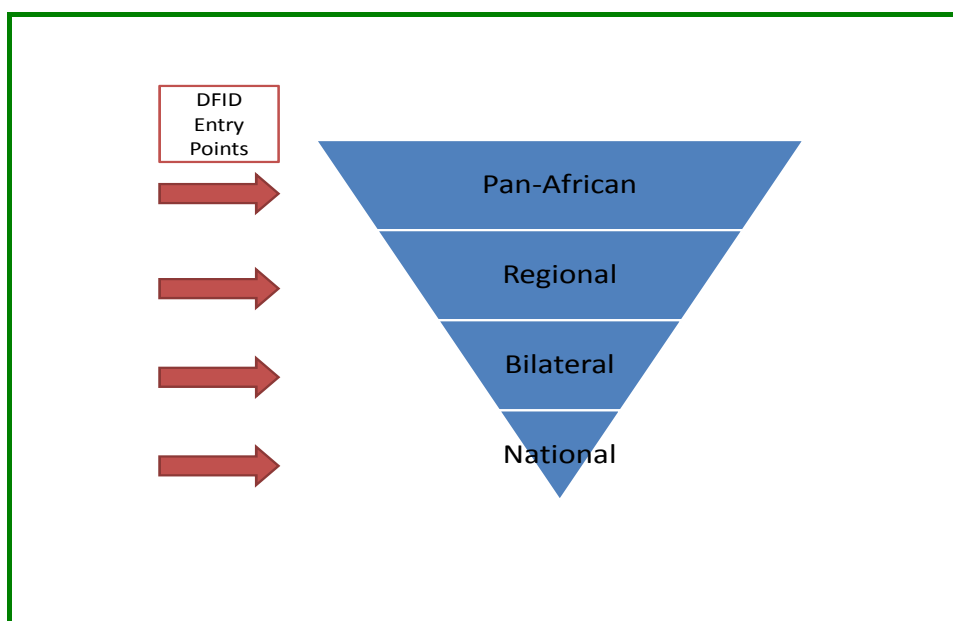 DFID
Entry
Points
Pan-African
Regional
Bilateral
National